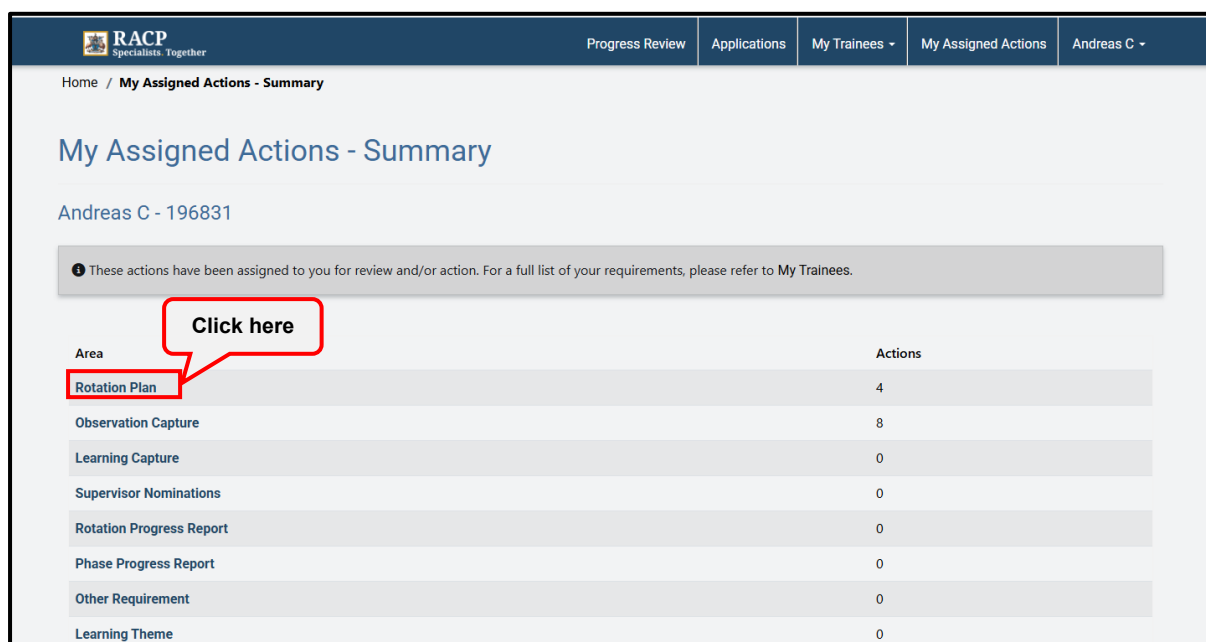 RACP
Specialists. Together
Progress Review
Applications
My Trainees
My Assigned Actions
Andreas C
Home / My Assigned Actions - Summary
My Assigned Actions - Summary
Andreas C - 196831
These actions have been assigned to you for review and/or action. For a full list of your requirements, please refer to My Trainees.
Click here
Area Actions
Rotation Plan 4
Observation Capture 8
Learning Capture 0
Supervisor Nominations 0
Rotation Progress Report 0
Phase Progress Report 0
Other Requirement 0
Learning Theme 0